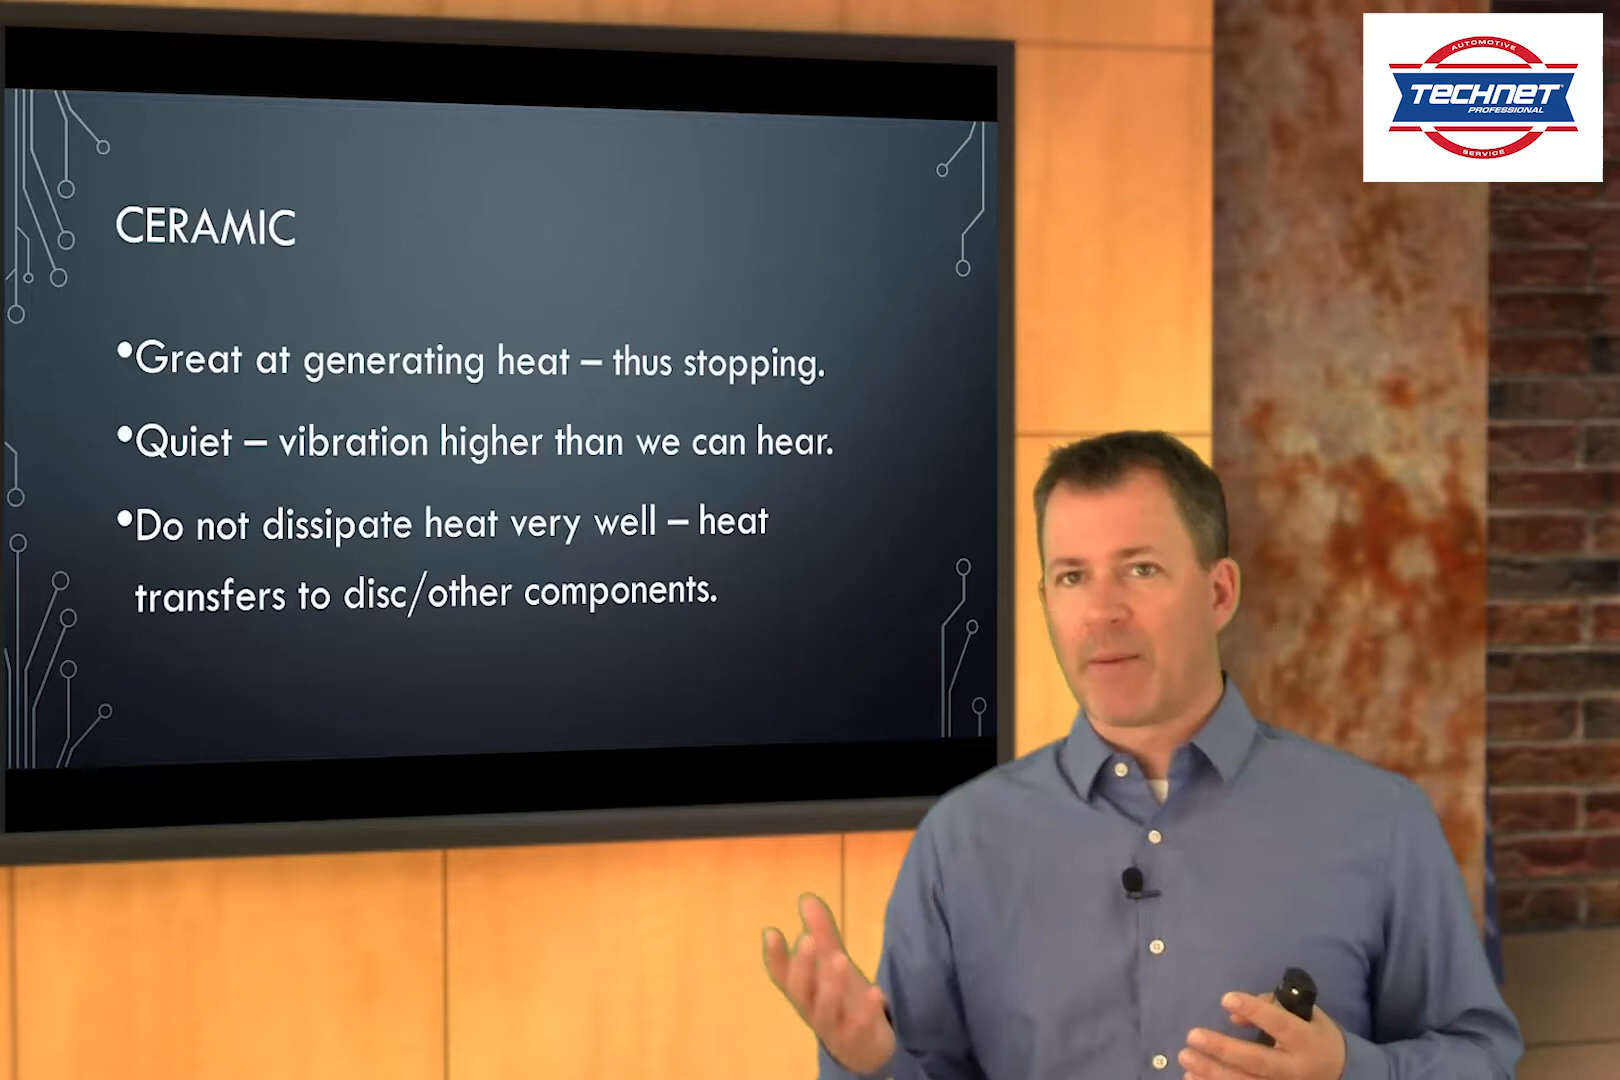 AUTOMOTIVE
TECHNET
PROFESSIONAL
SERVICE
CERAMIC
•Great at generating heat – thus stopping.
•Quiet – vibration higher than we can hear.
•Do not dissipate heat very well – heat
transfers to disc/other components.